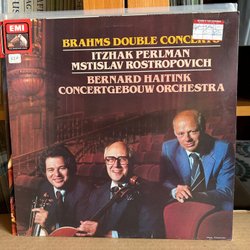 EMI
BRAHMS DOUBLE CONCERTO
ITZHAK PERLMAN
MSTISLAV ROSTROPOVICH
BERNARD HAITINK
CONCERTGEBOUW ORCHESTRA